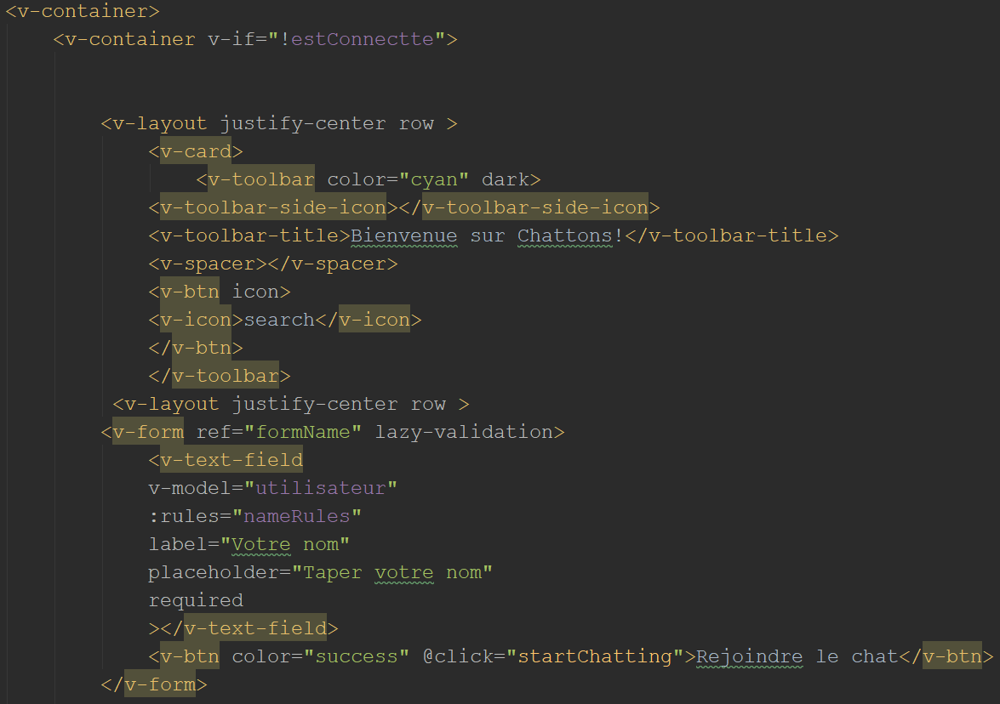 <v-container>
<v-container v-if="!estConnectte">
<v-layout justify-center row >
<v-card>
<v-toolbar color="cyan" dark>
<v-toolbar-side-icon></v-toolbar-side-icon>
<v-toolbar-title>Bienvenue sur Chattons!</v-toolbar-title>
<v-spacer></v-spacer>
<v-btn icon>
<v-icon>search</v-icon>
</v-btn>
</v-toolbar>
<v-layout justify-center row >
<v-form ref="formName" lazy-validation>
<v-text-field
v-model="utilisateur"
:rules="nameRules"
label="Votre nom"
placeholder="Taper votre nom"
required
></v-text-field>
<v-btn color="success" @click="startChatting">Rejoindre le chat</v-btn>
</v-form>